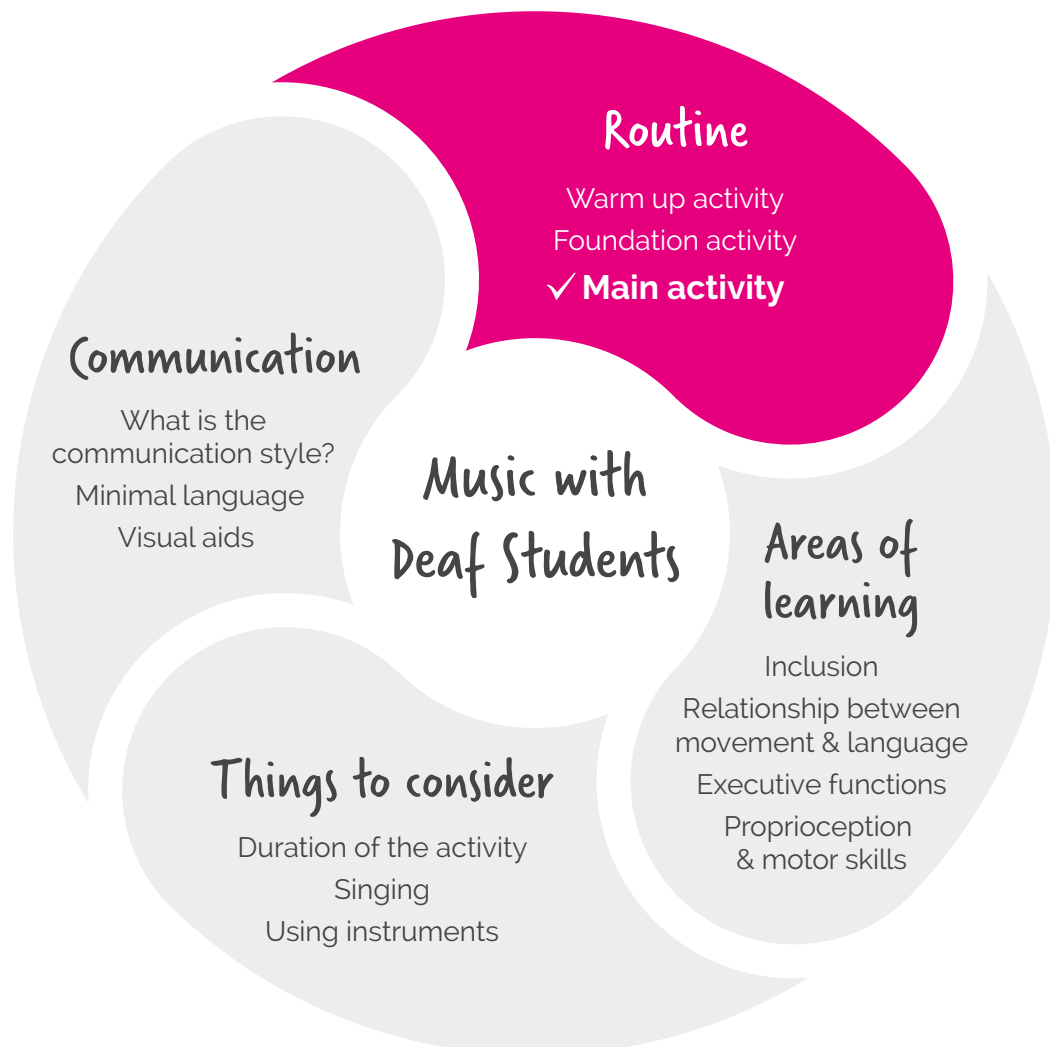 Routine
Warm up activity
Foundation activity
✓ Main activity
Communication
What is the
communication style?
Minimal language
Visual aids
Music with
Deaf Students
Areas of
learning
Inclusion
Relationship between
movement & language
Executive functions
Proprioception
& motor skills
Things to consider
Duration of the activity
Singing
Using instruments